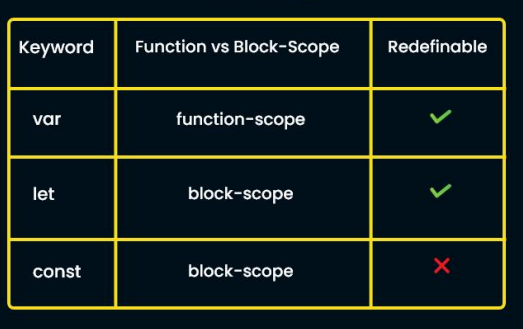 Keyword Function vs Block-Scope Redefinable
var function-scope ✓
let block-scope ✓
const block-scope ✕